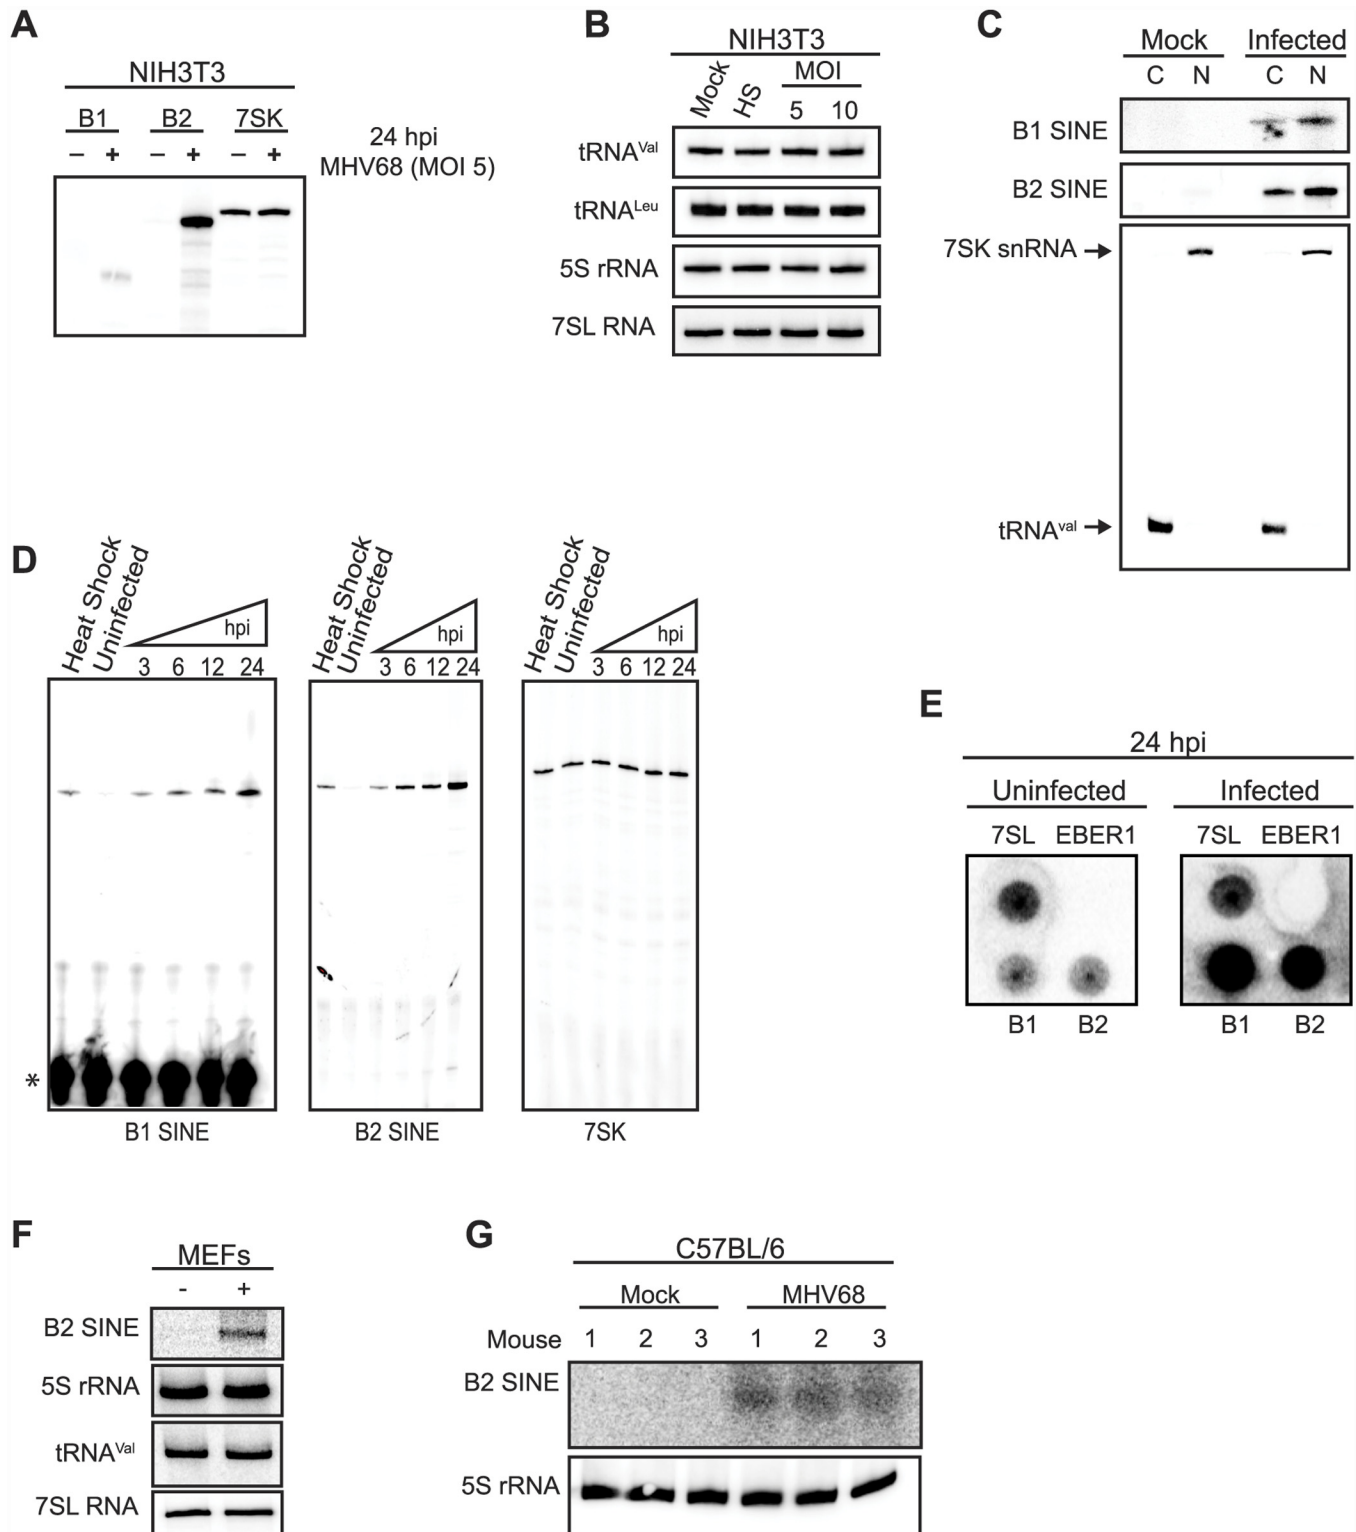 A
NIH3T3
B1 B2 7SK
– + – + – +
24 hpi
MHV68 (MOI 5)
B
NIH3T3
Mock HS MOI
5 10
tRNAVal
tRNALeu
5S rRNA
7SL RNA
C
Mock Infected
C N C N
B1 SINE
B2 SINE
7SK snRNA
tRNAval
D
Heat Shock Uninfected hpi
3 6 12 24
*
B1 SINE
Heat Shock Uninfected hpi
3 6 12 24
B2 SINE
Heat Shock Uninfected hpi
3 6 12 24
7SK
E
24 hpi
Uninfected Infected
7SL EBER1 7SL EBER1
B1 B2 B1 B2
F
MEFs
- +
B2 SINE
5S rRNA
tRNAVal
7SL RNA
G
C57BL/6
Mock MHV68
Mouse 1 2 3 1 2 3
B2 SINE
5S rRNA